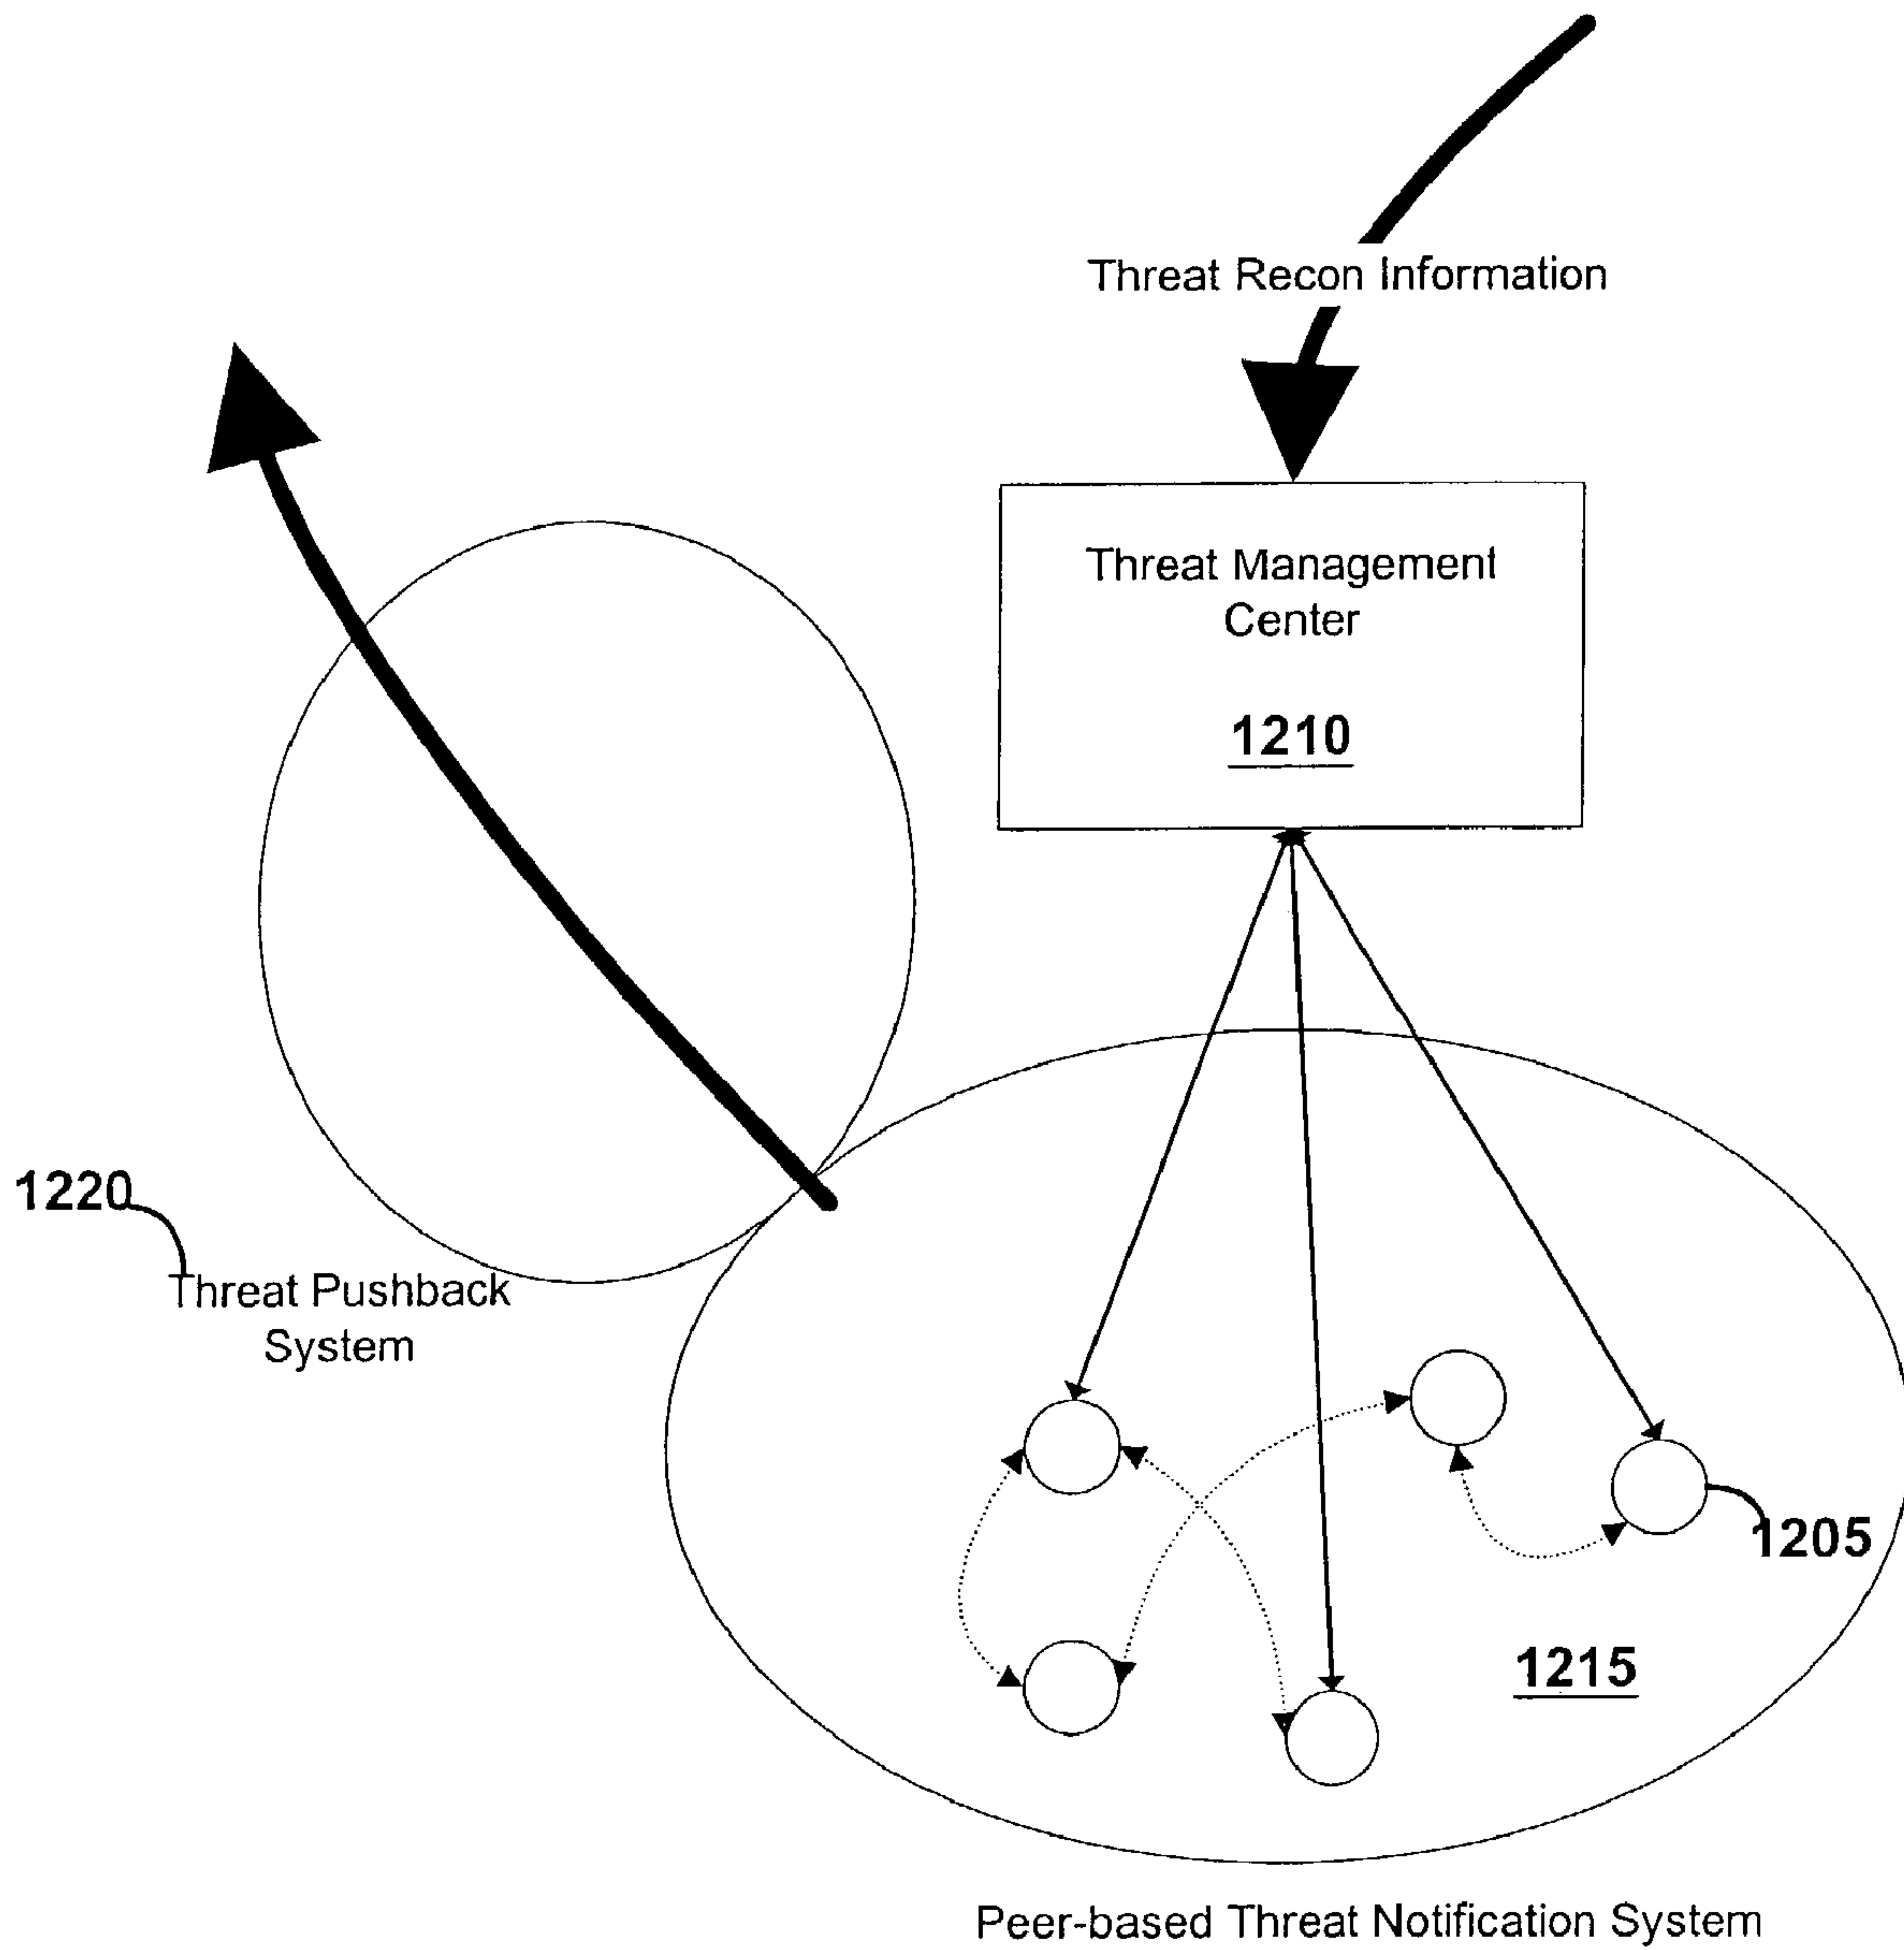 Threat Recon Information
Threat Management
Center
1210
1220
Threat Pushback
System
1205
1215
Peer-based Threat Notification System